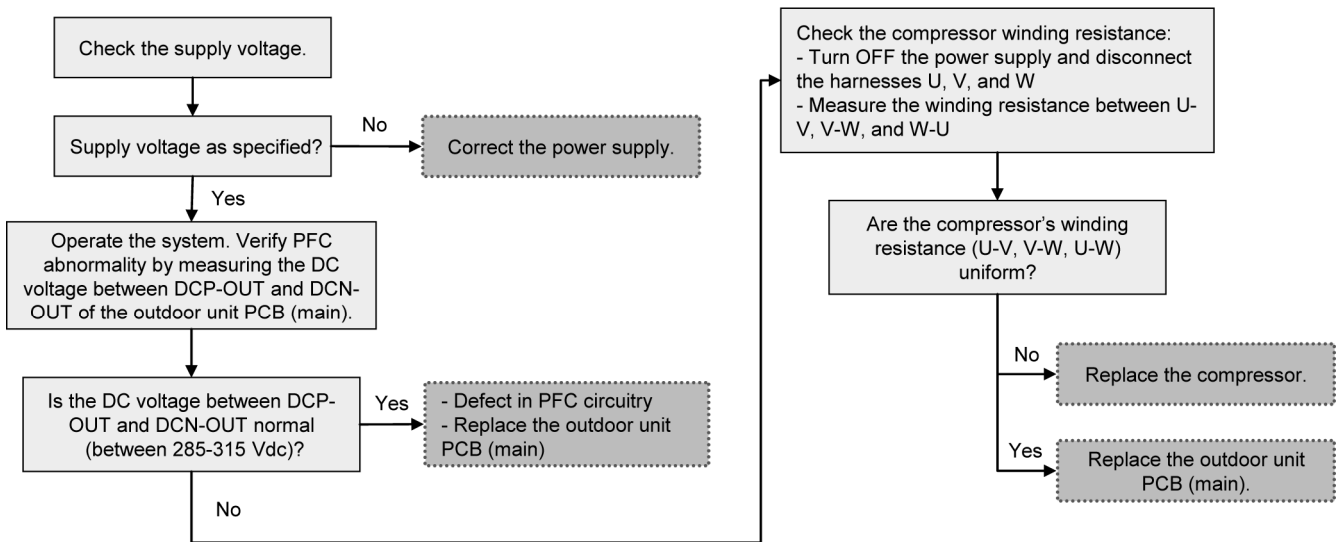 Check the supply voltage.
Supply voltage as specified?
No
Correct the power supply.
Yes
Operate the system. Verify PFC
abnormality by measuring the DC
voltage between DCP-OUT and DCN-
OUT of the outdoor unit PCB (main).
Is the DC voltage between DCP-
OUT and DCN-OUT normal
(between 285-315 Vdc)?
Yes
- Defect in PFC circuitry
- Replace the outdoor unit
PCB (main)
No
Check the compressor winding resistance:
- Turn OFF the power supply and disconnect
the harnesses U, V, and W
- Measure the winding resistance between U-
V, V-W, and W-U
Are the compressor’s winding
resistance (U-V, V-W, U-W)
uniform?
No
Replace the compressor.
Yes
Replace the outdoor unit
PCB (main).